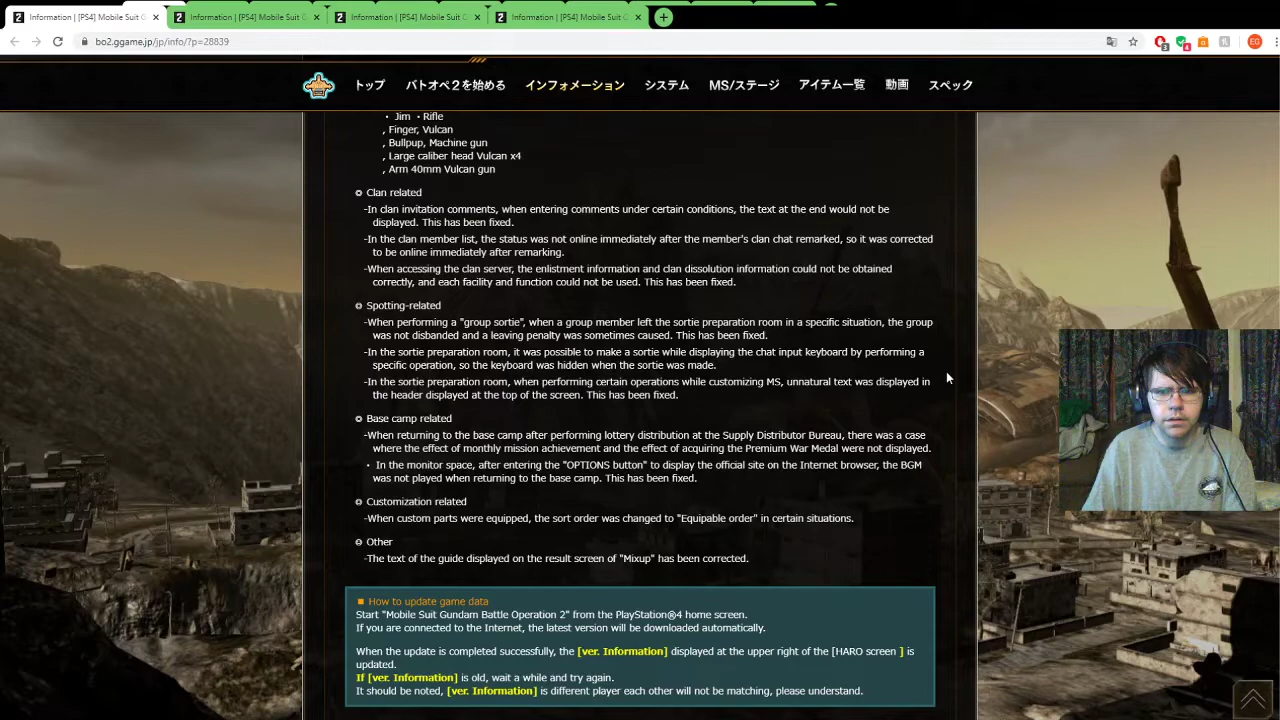 Information | [PS4] Mobile Suit G
Information | [PS4] Mobile Suit G
Information | [PS4] Mobile Suit G
Information | [PS4] Mobile Suit G
bo2.ggame.jp/jp/info/?p=28839
EG
トップ バトオペ２を始める インフォメーション システム MS/ステージ アイテム一覧 動画 スペック
・ Jim ・Rifle
, Finger, Vulcan
, Bullpup, Machine gun
, Large caliber head Vulcan x4
, Arm 40mm Vulcan gun
Clan related
-In clan invitation comments, when entering comments under certain conditions, the text at the end would not be
displayed. This has been fixed.
-In the clan member list, the status was not online immediately after the member's clan chat remarked, so it was corrected
to be online immediately after remarking.
-When accessing the clan server, the enlistment information and clan dissolution information could not be obtained
correctly, and each facility and function could not be used. This has been fixed.
Spotting-related
-When performing a "group sortie", when a group member left the sortie preparation room in a specific situation, the group
was not disbanded and a leaving penalty was sometimes caused. This has been fixed.
-In the sortie preparation room, it was possible to make a sortie while displaying the chat input keyboard by performing a
specific operation, so the keyboard was hidden when the sortie was made.
-In the sortie preparation room, when performing certain operations while customizing MS, unnatural text was displayed in
the header displayed at the top of the screen. This has been fixed.
Base camp related
-When returning to the base camp after performing lottery distribution at the Supply Distributor Bureau, there was a case
where the effect of monthly mission achievement and the effect of acquiring the Premium War Medal were not displayed.
・ In the monitor space, after entering the "OPTIONS button" to display the official site on the Internet browser, the BGM
was not played when returning to the base camp. This has been fixed.
Customization related
-When custom parts were equipped, the sort order was changed to "Equipable order" in certain situations.
Other
-The text of the guide displayed on the result screen of "Mixup" has been corrected.
■ How to update game data
Start "Mobile Suit Gundam Battle Operation 2" from the PlayStation®4 home screen.
If you are connected to the Internet, the latest version will be downloaded automatically.
When the update is completed successfully, the [ver. Information] displayed at the upper right of the [HARO screen ] is
updated.
If [ver. Information] is old, wait a while and try again.
It should be noted, [ver. Information] is different player each other will not be matching, please understand.